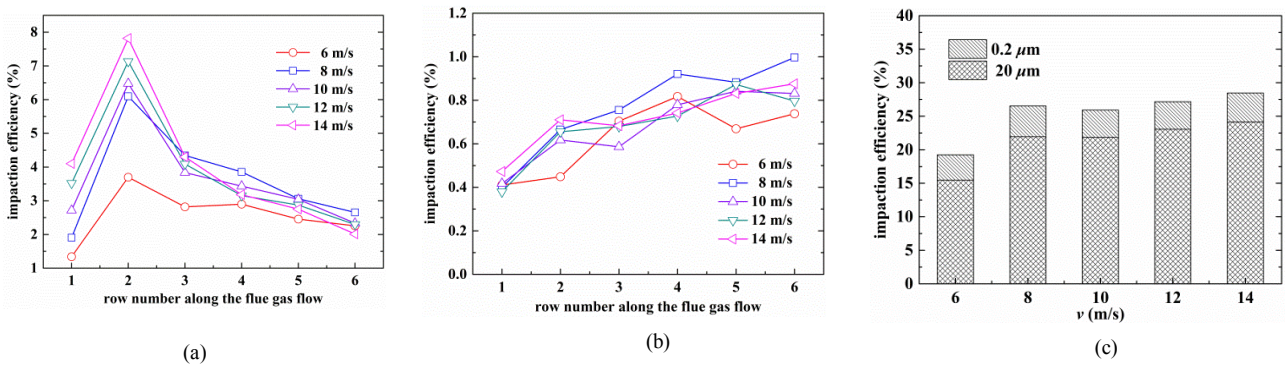 8
7
6
5
4
3
2
1
impaction efficiency (%)
6 m/s
8 m/s
10 m/s
12 m/s
14 m/s
1 2 3 4 5 6
row number along the flue gas flow
(a)
1.2
1.0
0.8
0.6
0.4
0.2
0.0
impaction efficiency (%)
6 m/s
8 m/s
10 m/s
12 m/s
14 m/s
1 2 3 4 5 6
row number along the flue gas flow
(b)
40
35
30
25
20
15
10
5
0
impaction efficiency (%)
0.2 μm
20 μm
6 8 10 12 14
v (m/s)
(c)